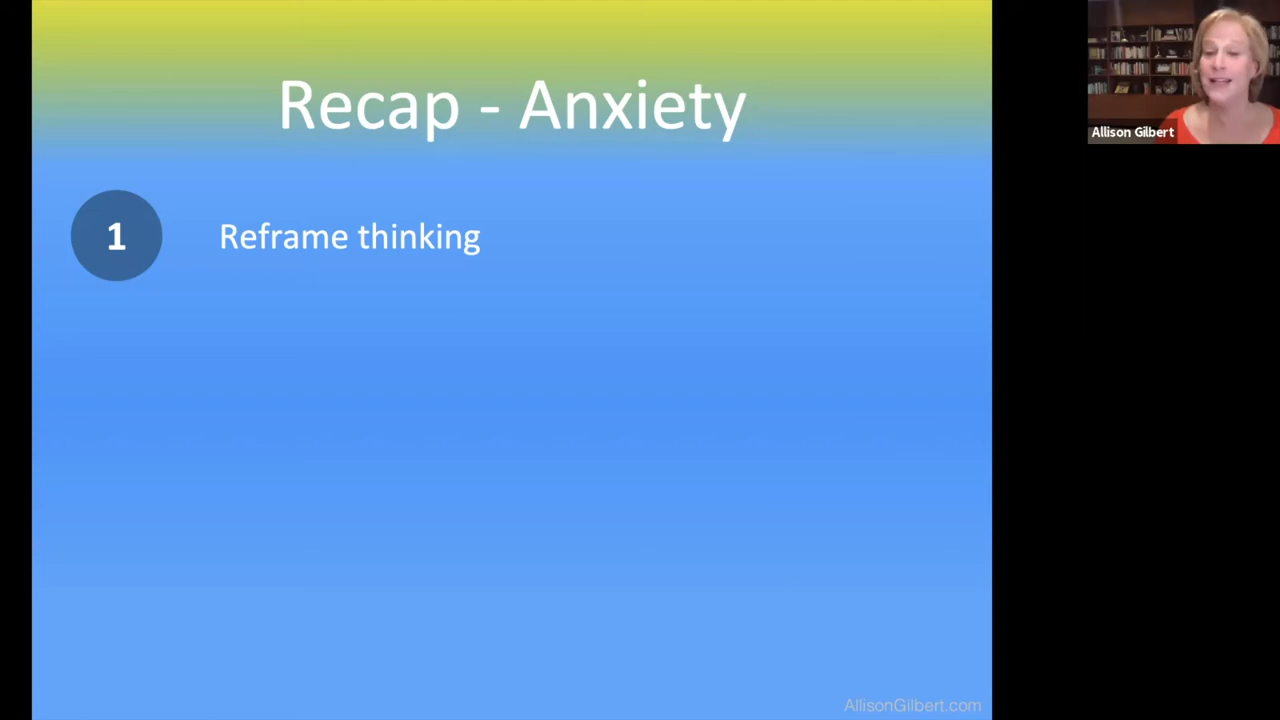 Recap - Anxiety
1 Reframe thinking
AllisonGilbert.com
Allison Gilbert